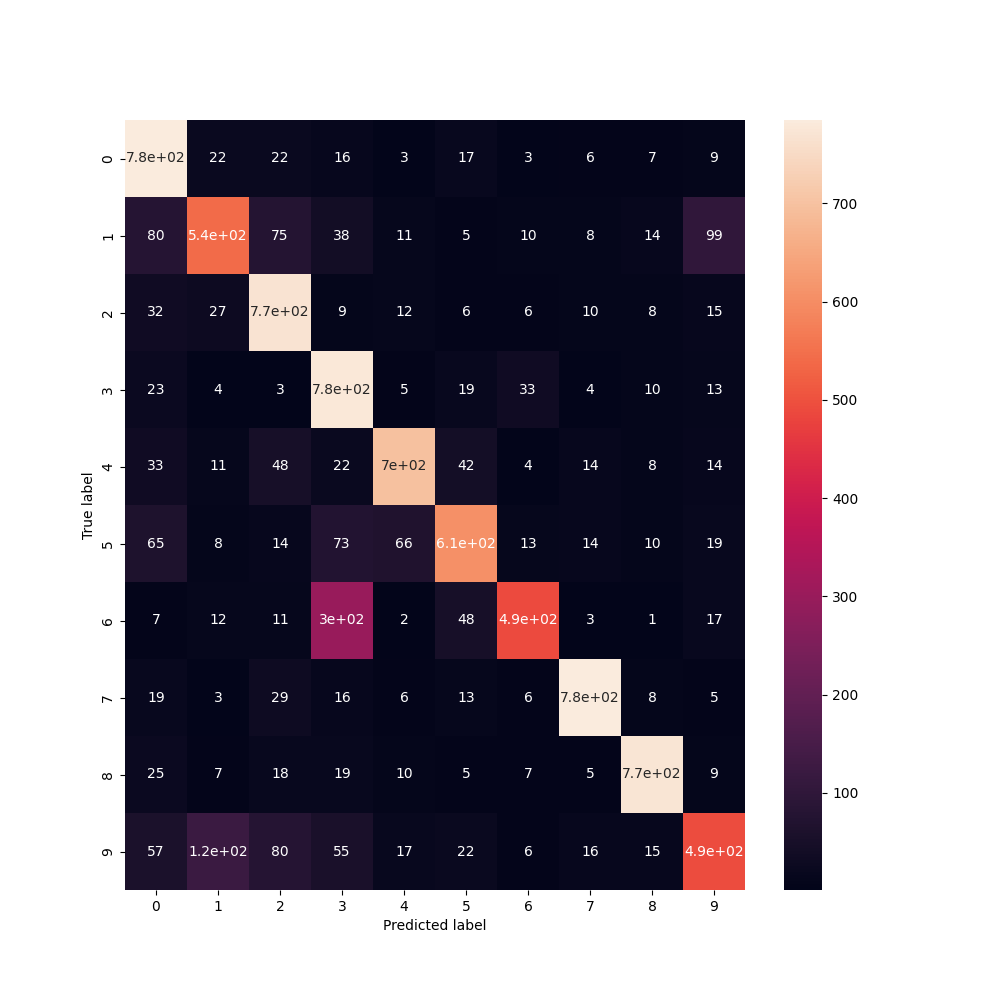 0 7.8e+02 22 22 16 3 17 3 6 7 9
1 80 5.4e+02 75 38 11 5 10 8 14 99
2 32 27 7.7e+02 9 12 6 6 10 8 15
3 23 4 3 7.8e+02 5 19 33 4 10 13
4 33 11 48 22 7e+02 42 4 14 8 14
5 65 8 14 73 66 6.1e+02 13 14 10 19
6 7 12 11 3e+02 2 48 4.9e+02 3 1 17
7 19 3 29 16 6 13 6 7.8e+02 8 5
8 25 7 18 19 10 5 7 5 7.7e+02 9
9 57 1.2e+02 80 55 17 22 6 16 15 4.9e+02
0 1 2 3 4 5 6 7 8 9
Predicted label
True label
700
600
500
400
300
200
100